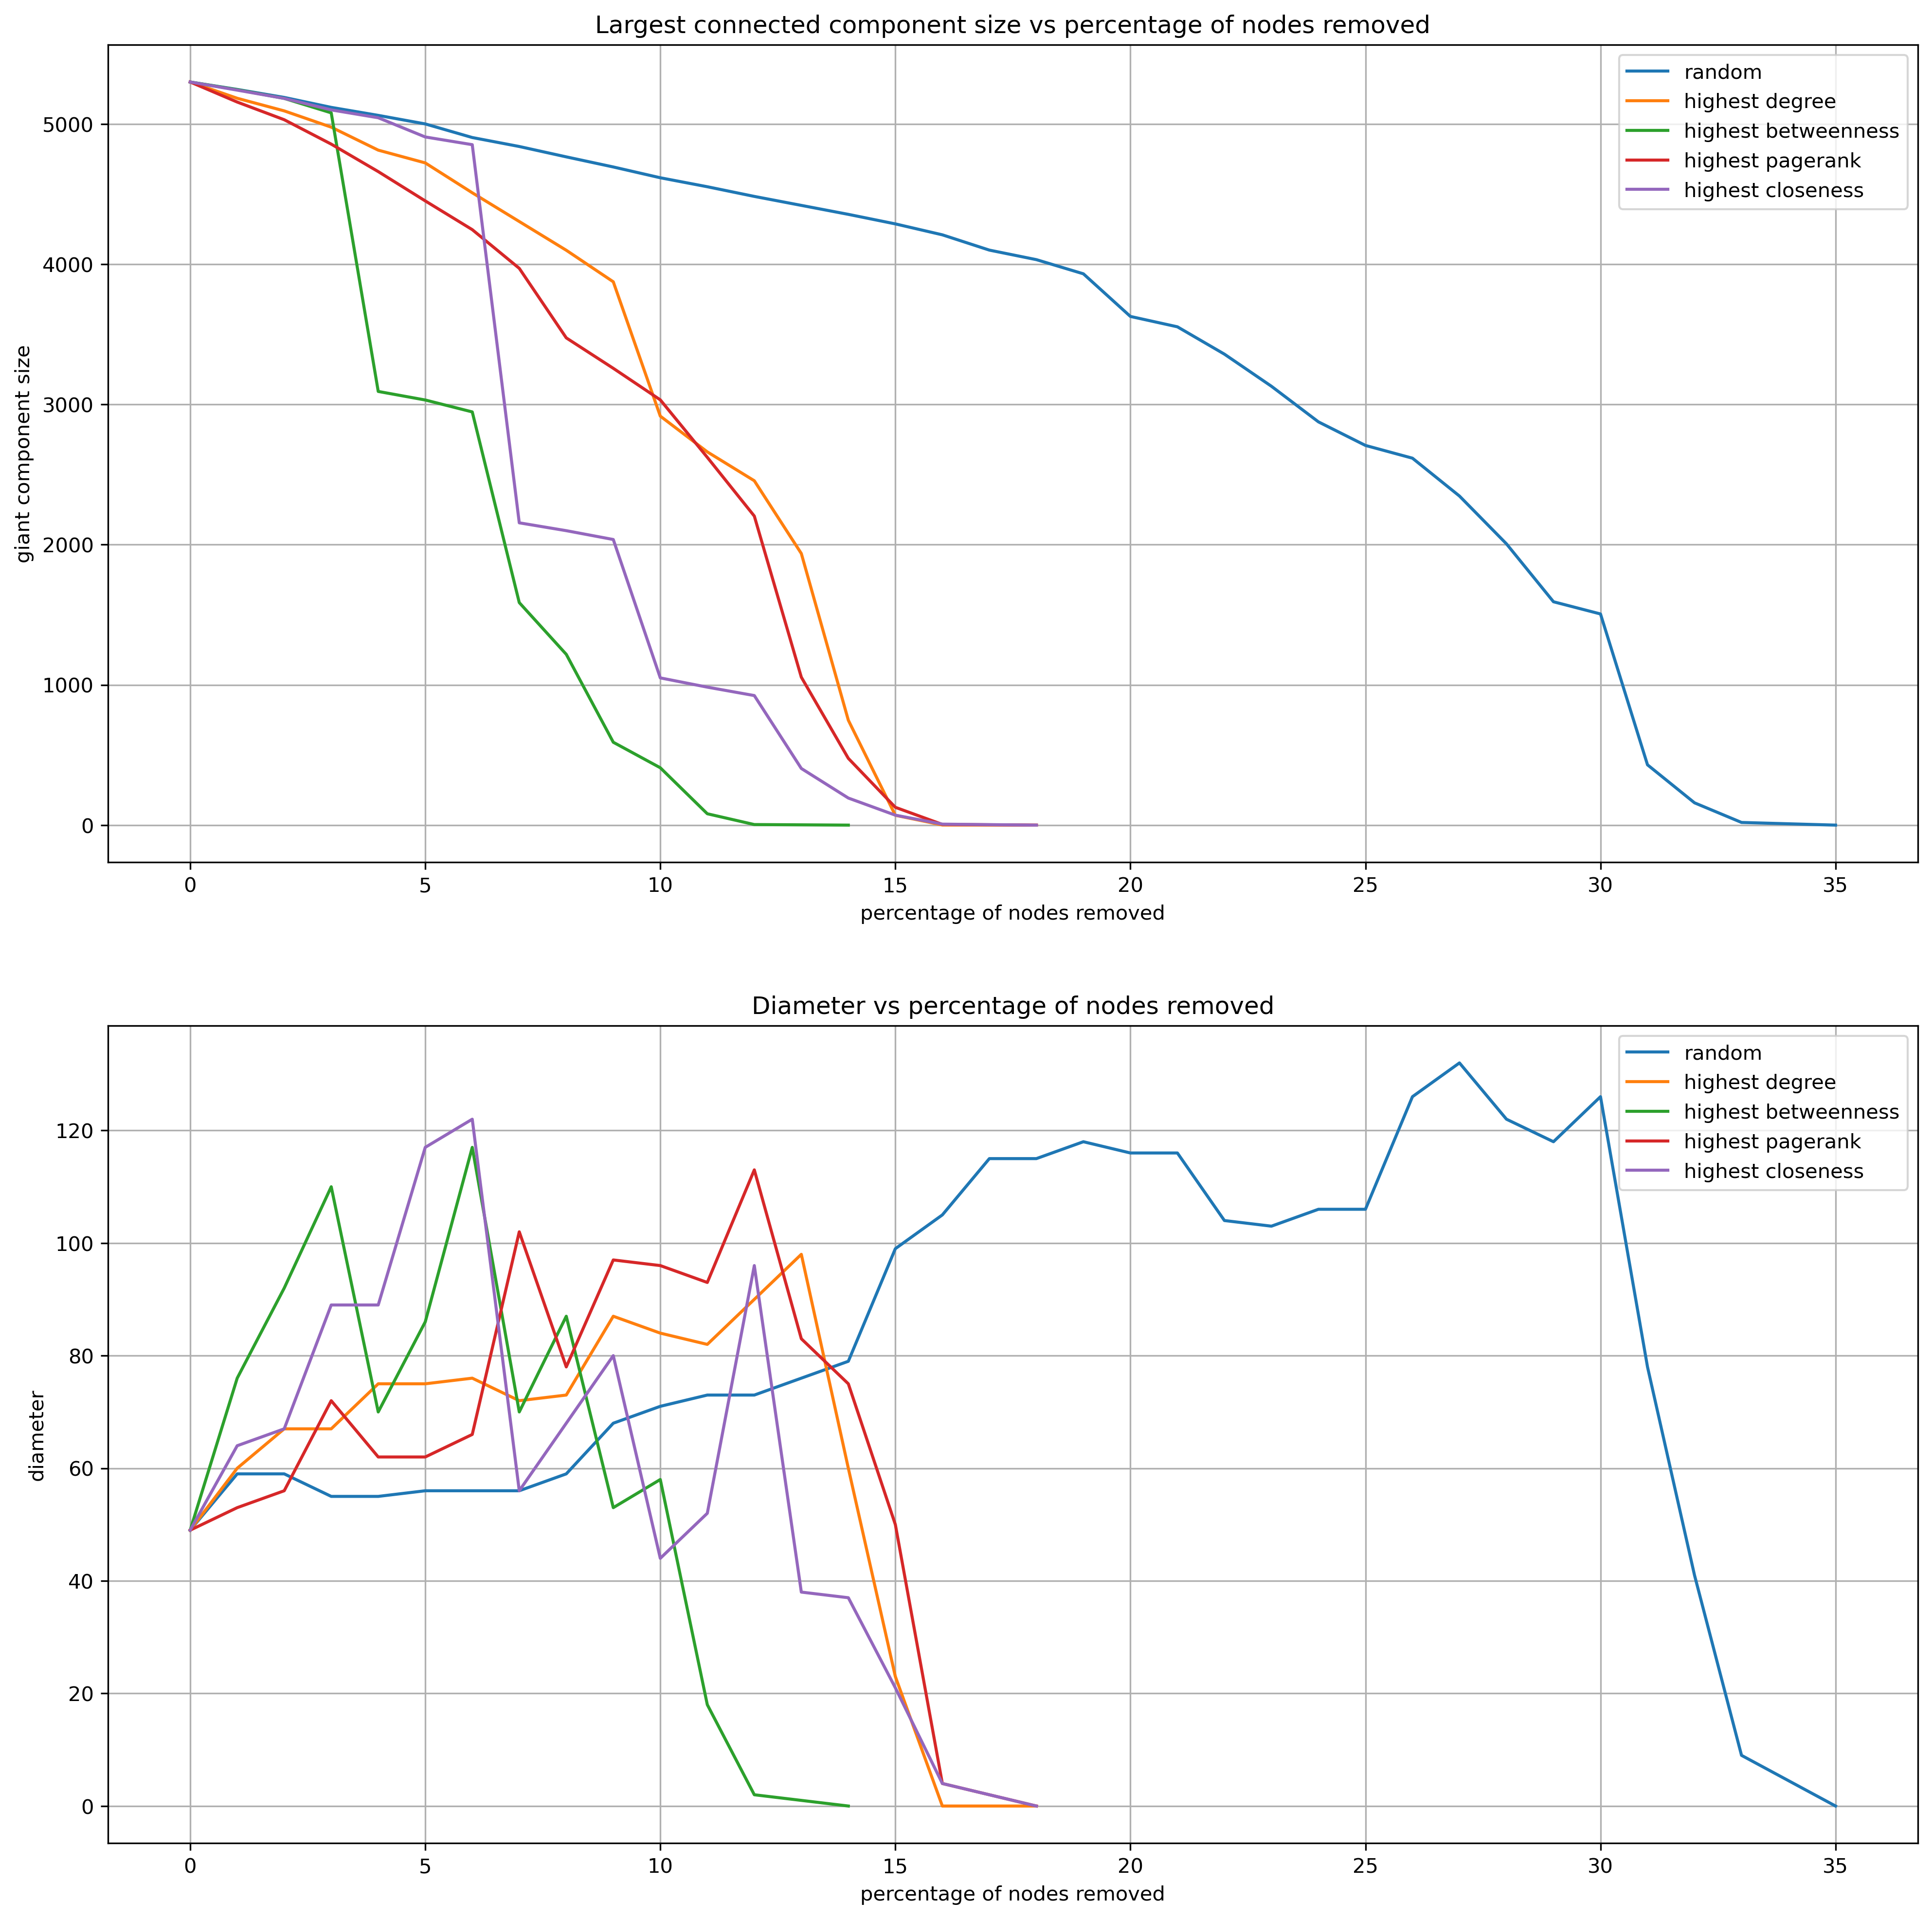 Largest connected component size vs percentage of nodes removed
random
highest degree
highest betweenness
highest pagerank
highest closeness
giant component size
5000
4000
3000
2000
1000
0
0 5 10 15 20 25 30 35
percentage of nodes removed
Diameter vs percentage of nodes removed
random
highest degree
highest betweenness
highest pagerank
highest closeness
diameter
120
100
80
60
40
20
0
0 5 10 15 20 25 30 35
percentage of nodes removed